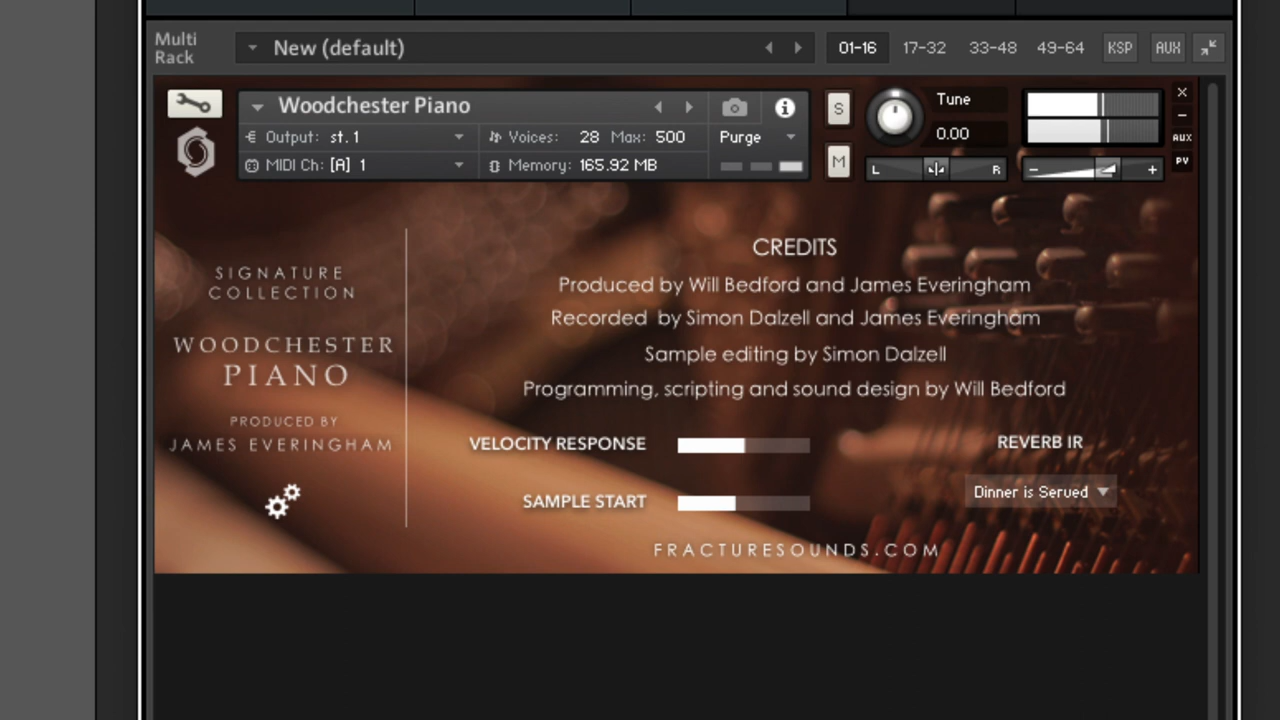 Multi
Rack
New (default)
01-16 17-32 33-48 49-64 KSP AUX
Woodchester Piano
Output: st.1
Voices: 28 Max: 500
Purge
MIDI Ch: [A] 1
Memory: 165.92 MB
S
M
Tune
0.00
L R
- +
X
AUX
PV
SIGNATURE
COLLECTION
WOODCHESTER
PIANO
PRODUCED BY
JAMES EVERINGHAM
CREDITS
Produced by Will Bedford and James Everingham
Recorded by Simon Dalzell and James Everingham
Sample editing by Simon Dalzell
Programming, scripting and sound design by Will Bedford
VELOCITY RESPONSE
REVERB IR
Dinner is Served
SAMPLE START
FRACTURESOUNDS.COM